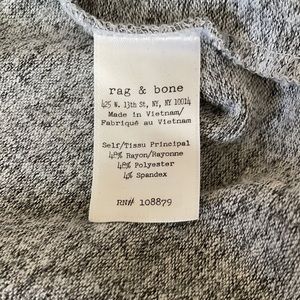 rag & bone
425 W. 13th St, NY, NY 10014
Made in Vietnam/
Fabriqué au Vietnam
Self/Tissu Principal
48% Rayon/Rayonne
48% Polyester
4% Spandex
RN# 108879